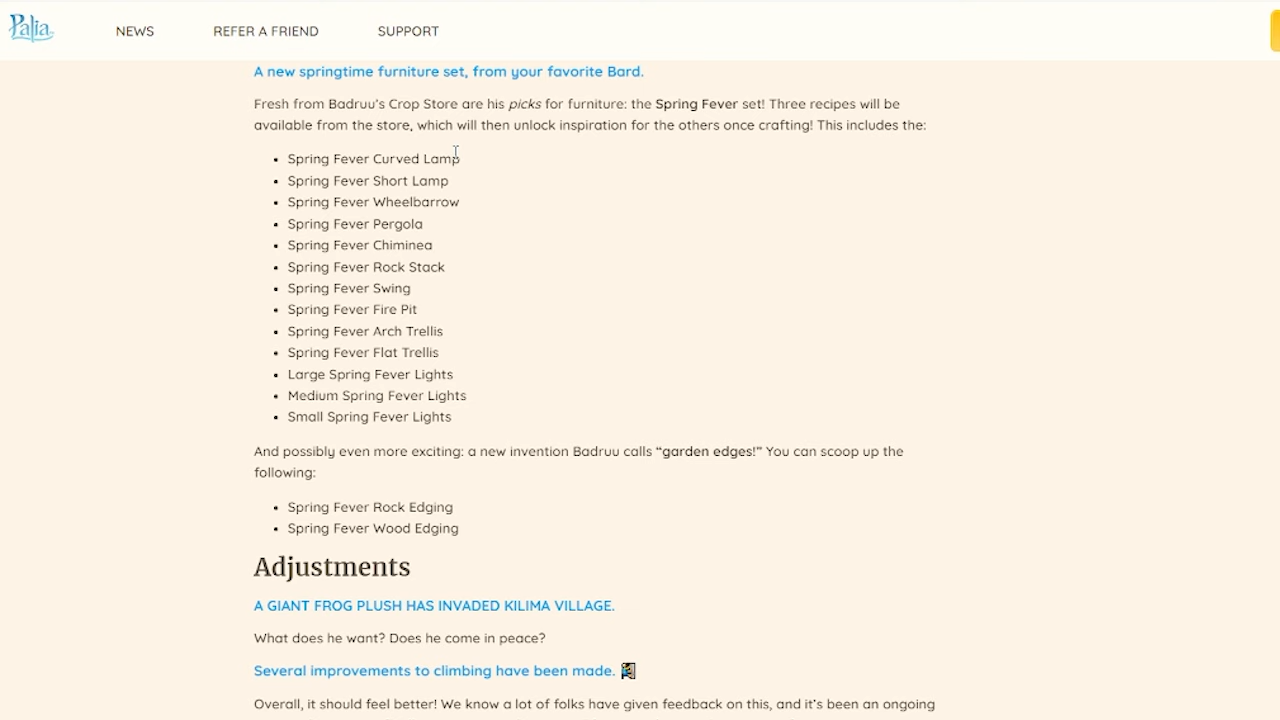 Palia
NEWS
REFER A FRIEND
SUPPORT
A new springtime furniture set, from your favorite Bard.
Fresh from Badruu's Crop Store are his picks for furniture: the Spring Fever set! Three recipes will be
available from the store, which will then unlock inspiration for the others once crafting! This includes the:
• Spring Fever Curved Lamp
• Spring Fever Short Lamp
• Spring Fever Wheelbarrow
• Spring Fever Pergola
• Spring Fever Chiminea
• Spring Fever Rock Stack
• Spring Fever Swing
• Spring Fever Fire Pit
• Spring Fever Arch Trellis
• Spring Fever Flat Trellis
• Large Spring Fever Lights
• Medium Spring Fever Lights
• Small Spring Fever Lights
And possibly even more exciting: a new invention Badruu calls “garden edges!” You can scoop up the
following:
• Spring Fever Rock Edging
• Spring Fever Wood Edging
Adjustments
A GIANT FROG PLUSH HAS INVADED KILIMA VILLAGE.
What does he want? Does he come in peace?
Several improvements to climbing have been made.
Overall, it should feel better! We know a lot of folks have given feedback on this, and it's been an ongoing